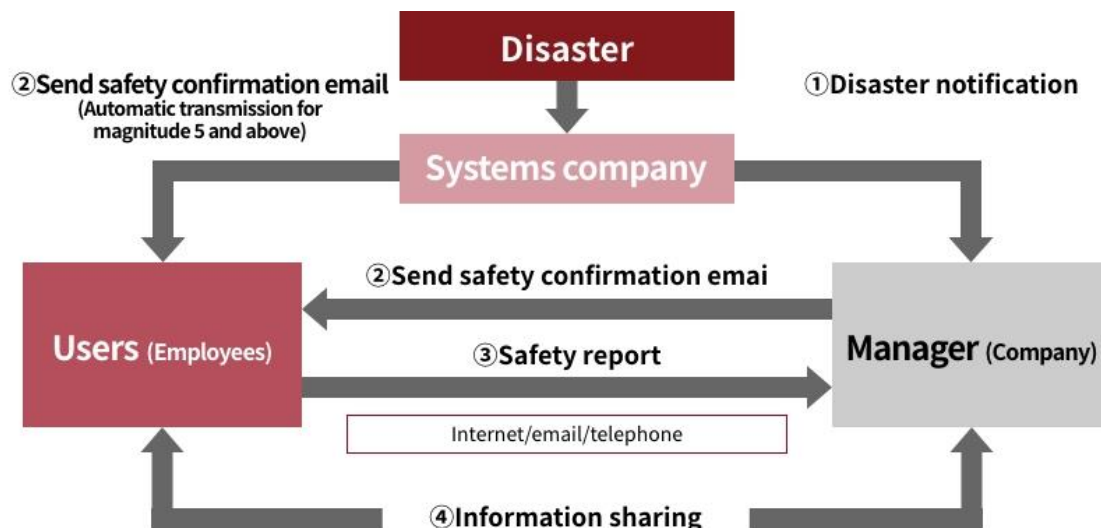 Disaster
②Send safety confirmation email
(Automatic transmission for
magnitude 5 and above)
①Disaster notification
Systems company
②Send safety confirmation emai
Users (Employees)
③Safety report
Manager (Company)
Internet/email/telephone
④Information sharing